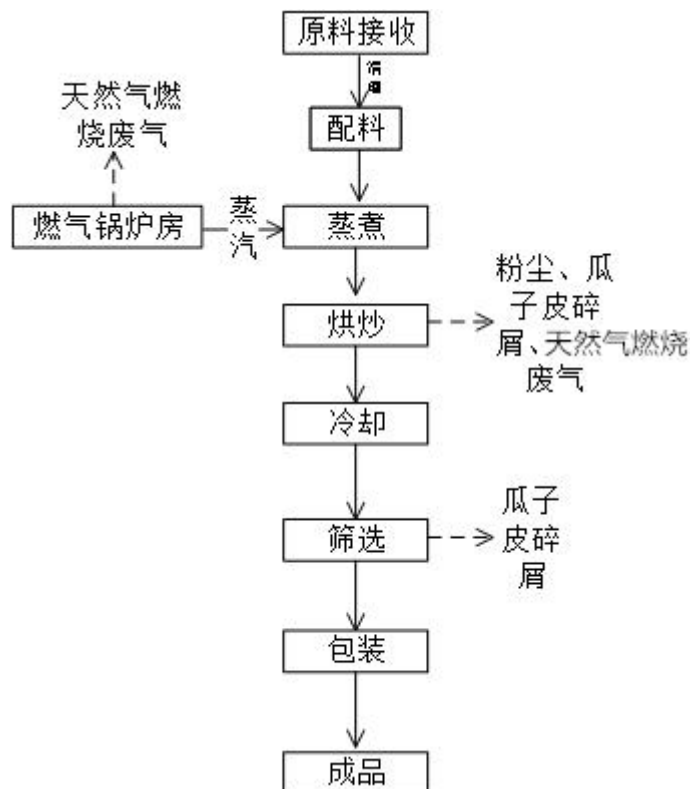 原料接收
天然气燃
烧废气
配料
燃气锅炉房
蒸
汽
蒸煮
粉尘、瓜
子皮碎
屑、天然气燃烧
废气
烘炒
冷却
瓜子
皮碎
屑
筛选
包装
成品